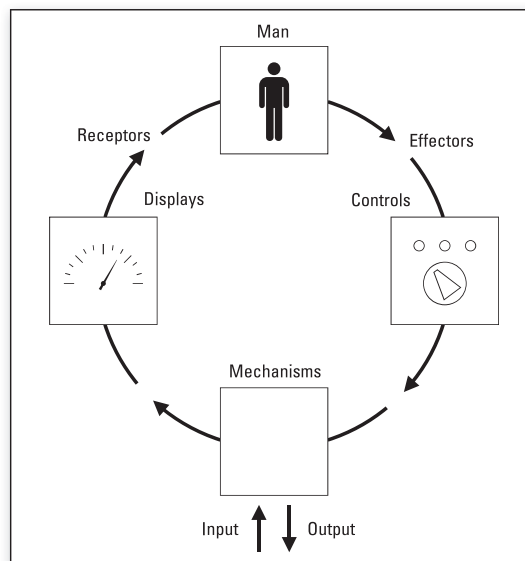 Man
Receptors
Effectors
Displays
Controls
Mechanisms
Input
Output